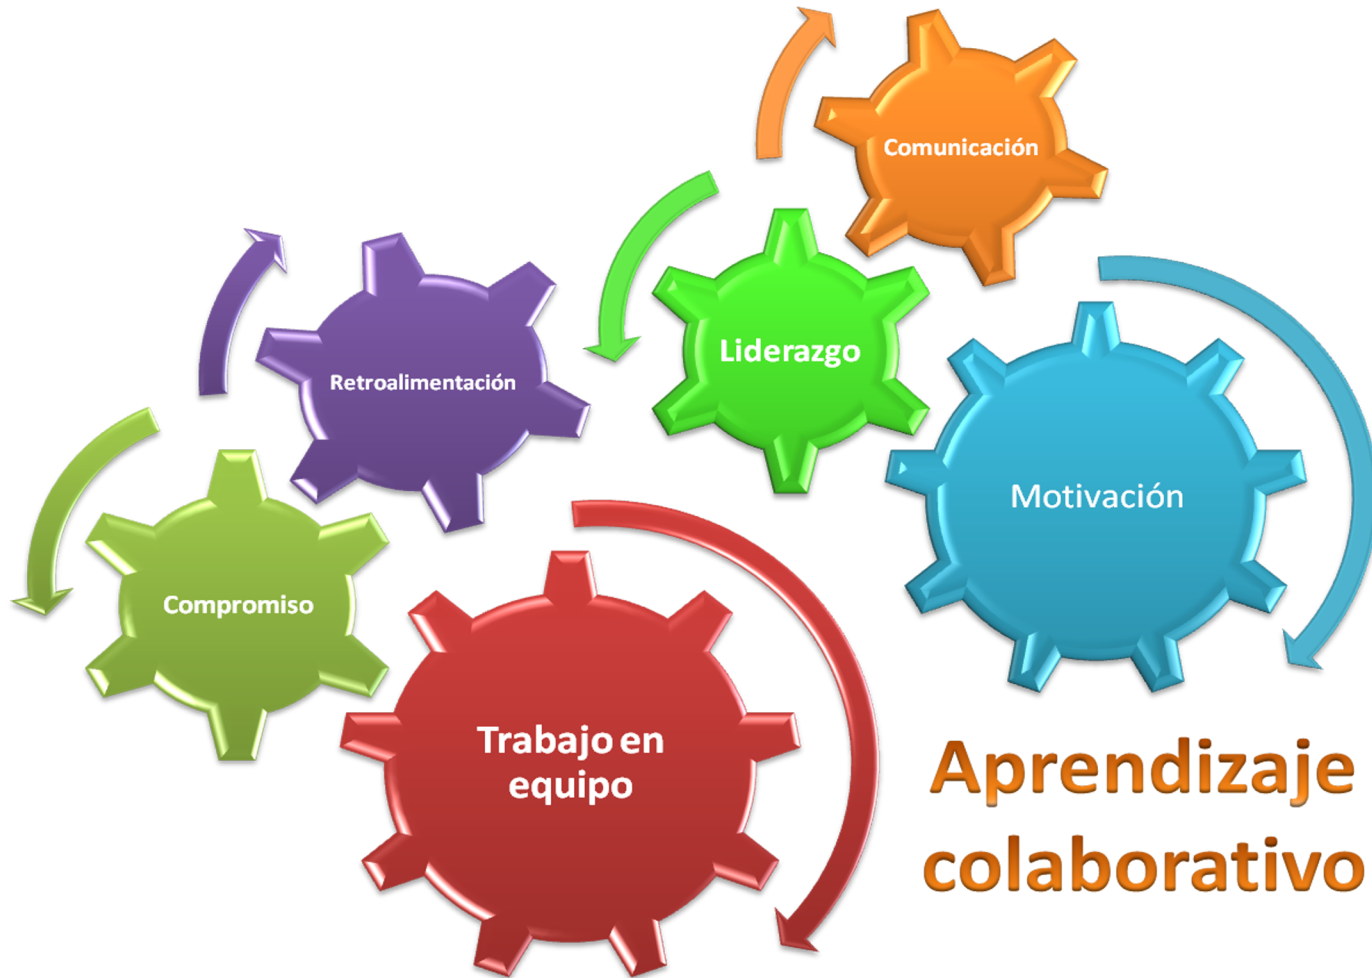 Comunicación
Liderazgo
Retroalimentación
Motivación
Compromiso
Trabajo en
equipo
Aprendizaje
colaborativo